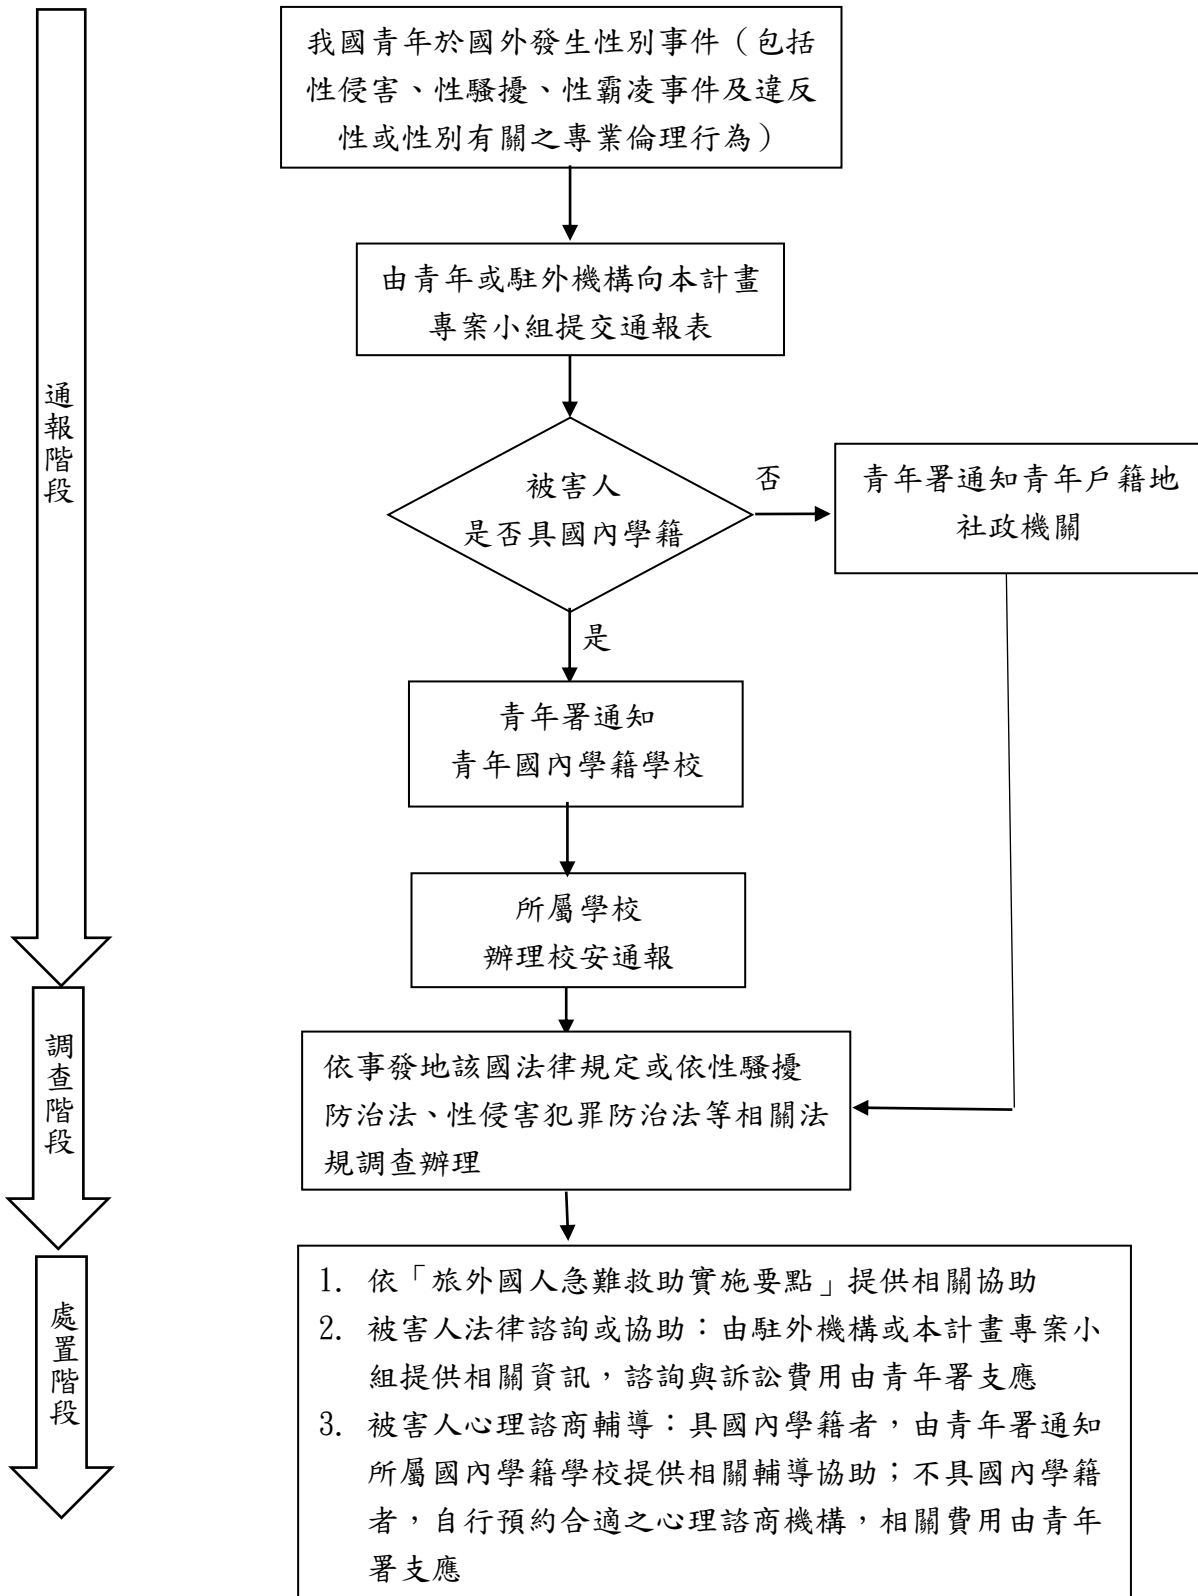 我國青年於國外發生性別事件（包括
性侵害、性騷擾、性霸凌事件及違反
性或性別有關之專業倫理行為）
由青年或駐外機構向本計畫
專案小組提交通報表
通報階段
被害人
是否具國內學籍
否
青年署通知青年戶籍地
社政機關
是
青年署通知
青年國內學籍學校
所屬學校
辦理校安通報
調查階段
依事發地該國法律規定或依性騷擾
防治法、性侵害犯罪防治法等相關法
規調查辦理
處置階段
1. 依「旅外國人急難救助實施要點」提供相關協助
2. 被害人法律諮詢或協助：由駐外機構或本計畫專案小
組提供相關資訊，諮詢與訴訟費用由青年署支應
3. 被害人心理諮商輔導：具國內學籍者，由青年署通知
所屬國內學籍學校提供相關輔導協助；不具國內學籍
者，自行預約合適之心理諮商機構，相關費用由青年
署支應